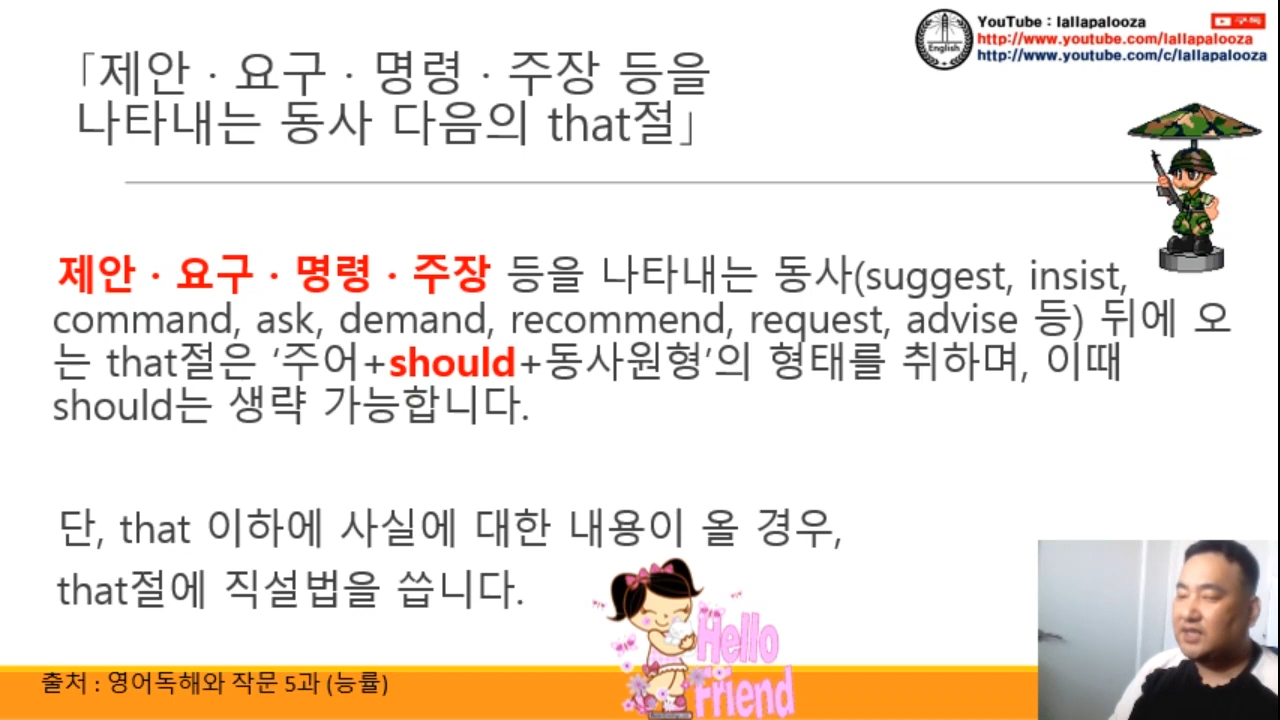 「제안 · 요구 · 명령 · 주장 등을
나타내는 동사 다음의 that절」
YouTube : lallapalooza
구독
http://www.youtube.com/lallapalooza
http://www.youtube.com/c/lallapalooza
English
제안 · 요구 · 명령 · 주장 등을 나타내는 동사(suggest, insist,
command, ask, demand, recommend, request, advise 등) 뒤에 오
는 that절은 ‘주어+should+동사원형’의 형태를 취하며, 이때
should는 생략 가능합니다.
단, that 이하에 사실에 대한 내용이 올 경우,
that절에 직설법을 씁니다.
Hello
Friend
출처 : 영어독해와 작문 5과 (능률)